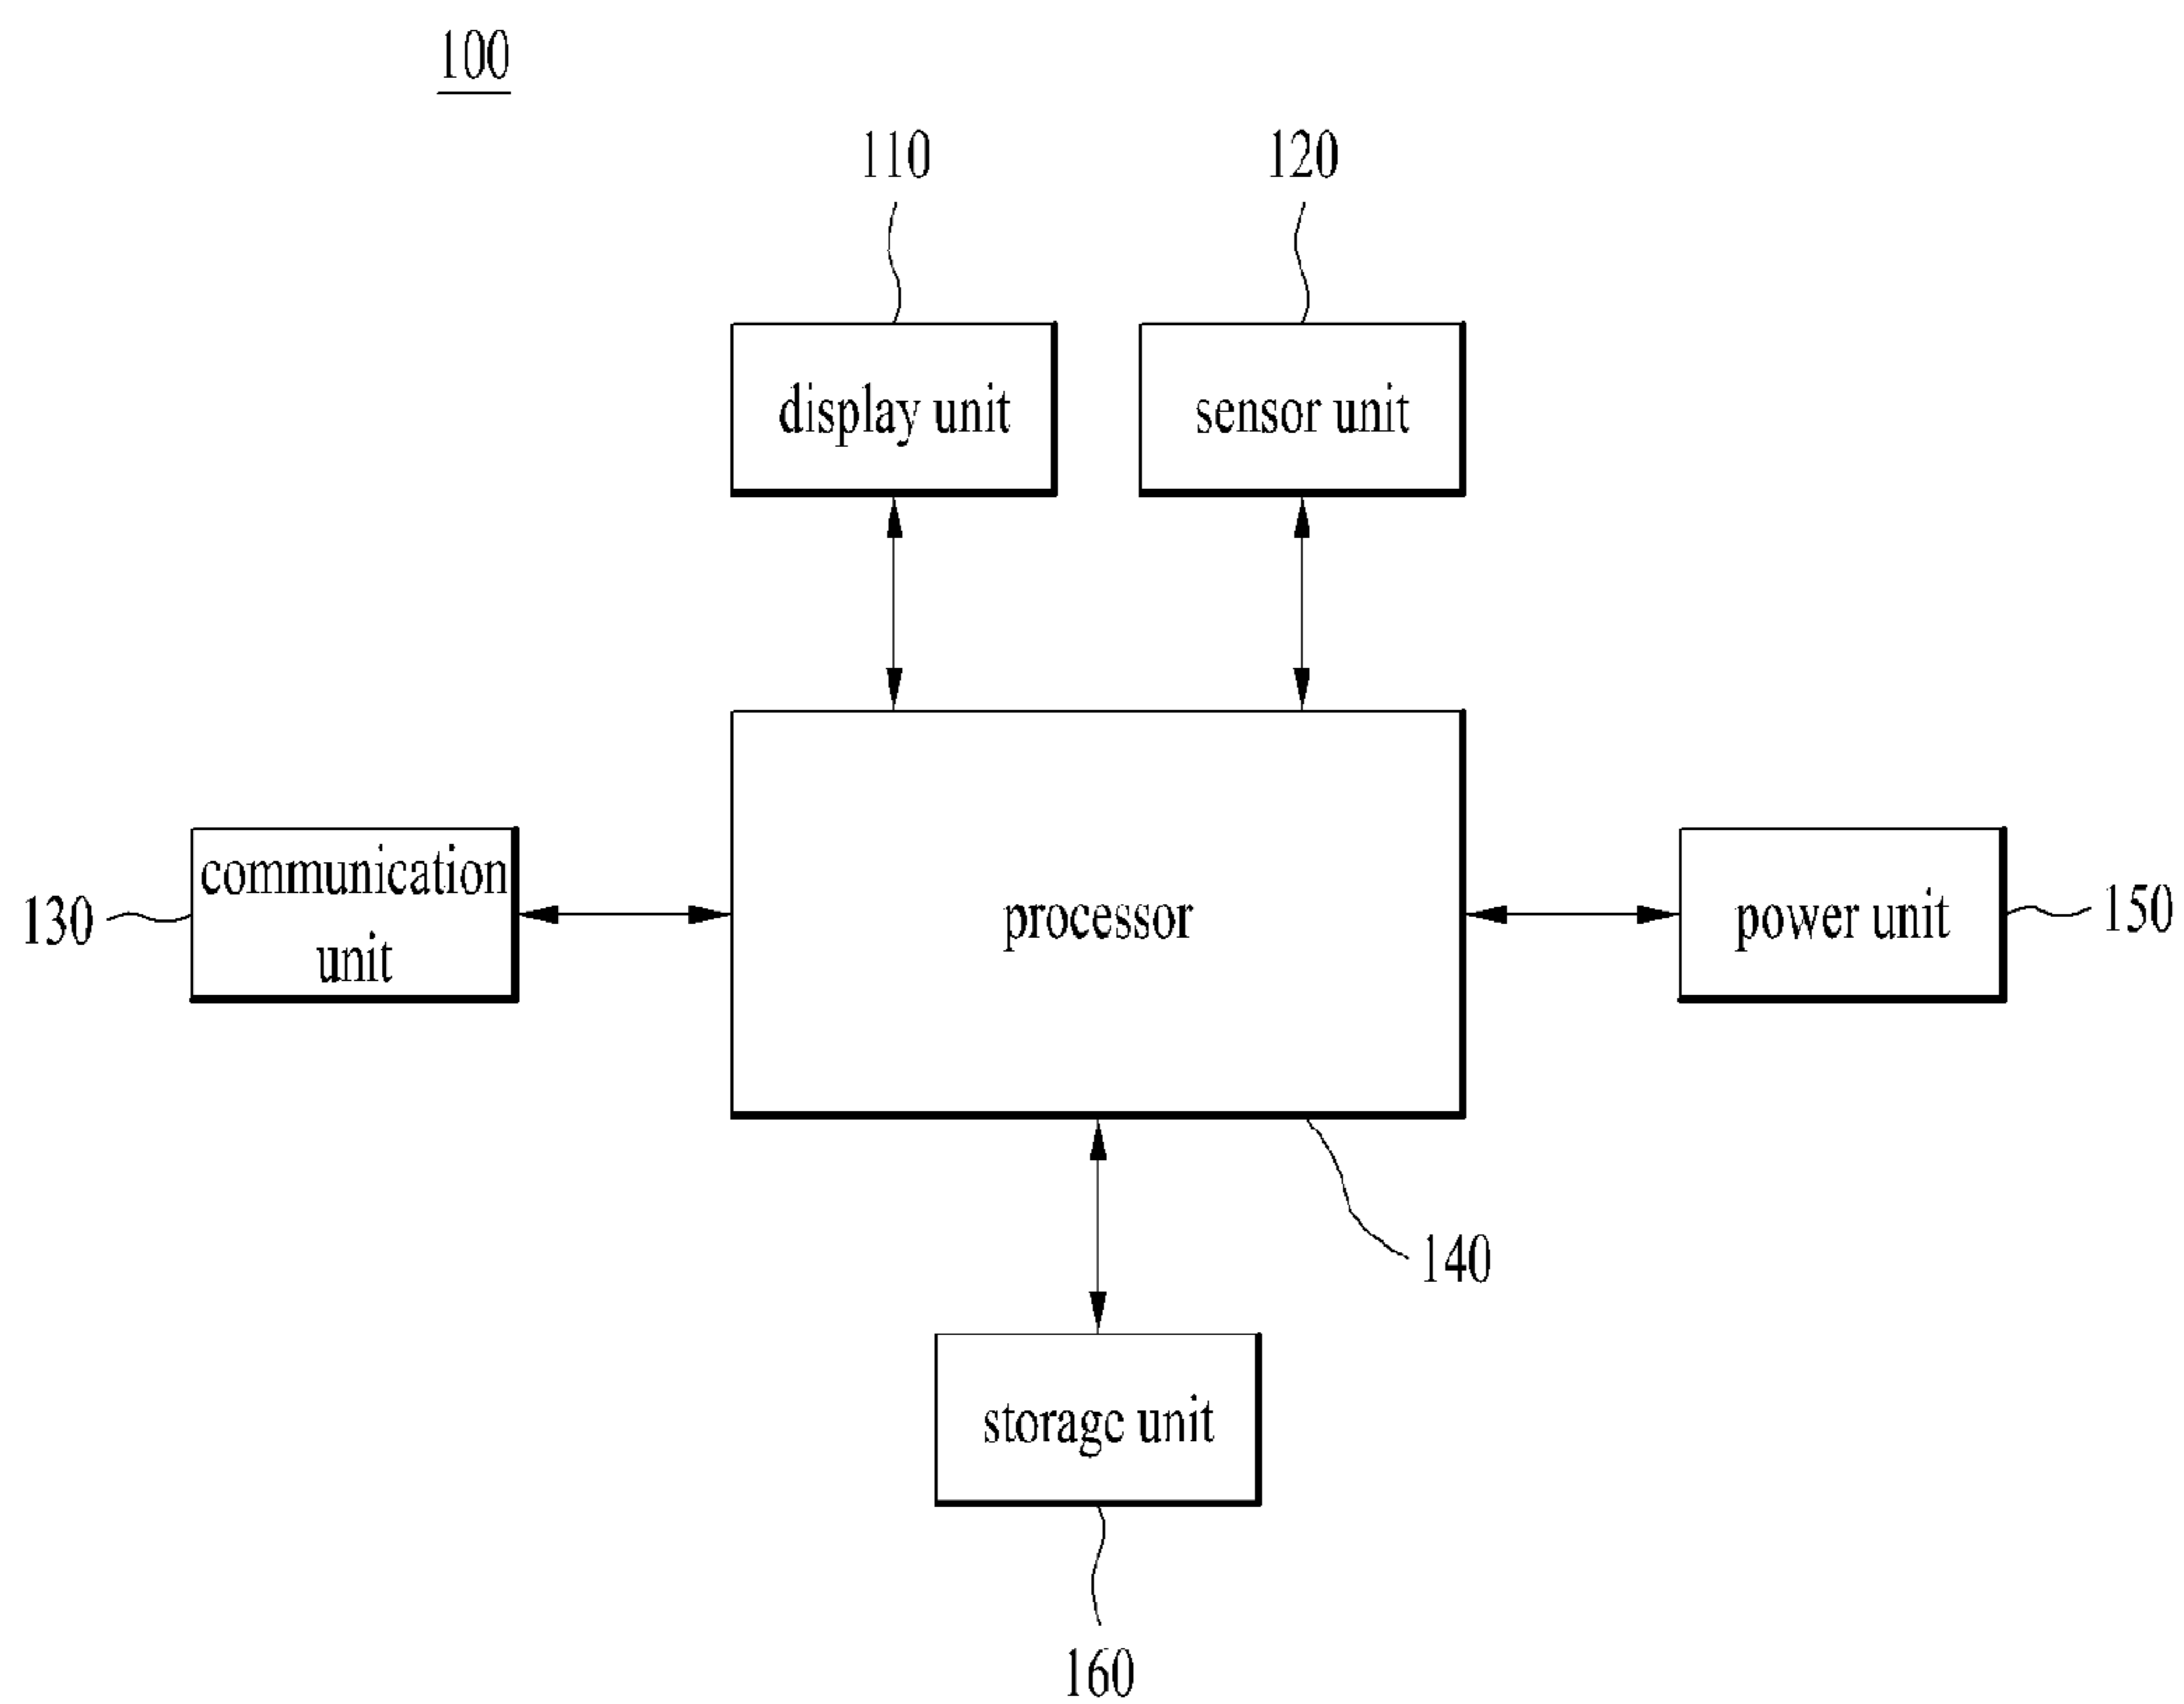 100
110
120
display unit
sensor unit
communication
unit
130
processor
power unit
150
140
storage unit
160